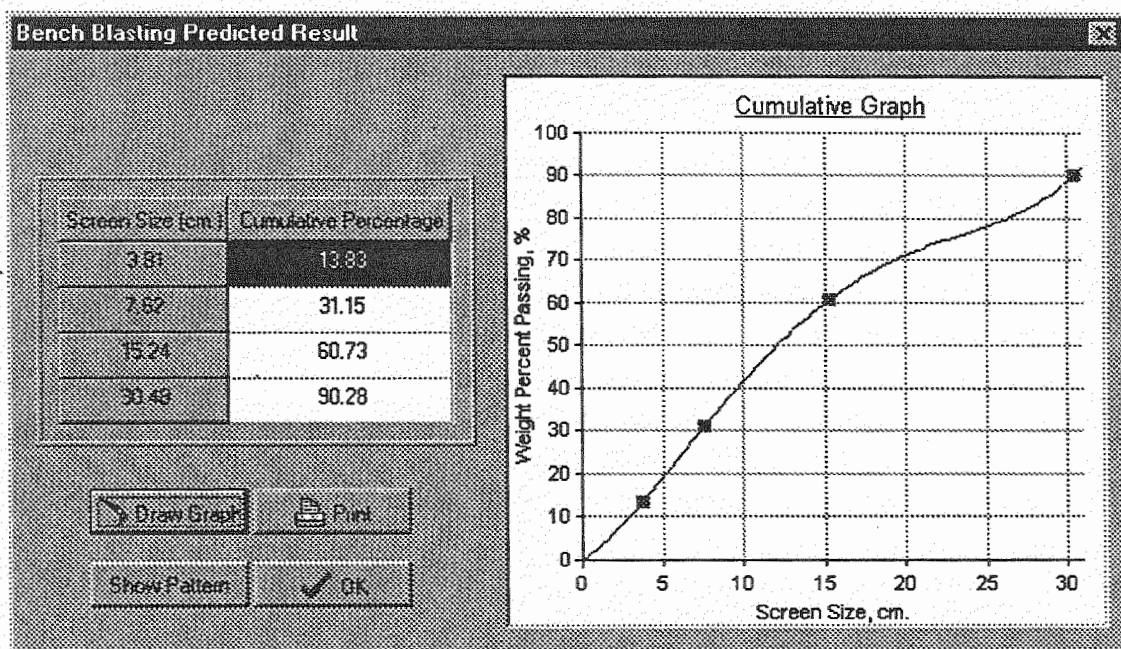 Bench Blasting Predicted Result
Screen Size [cm.] Cumulative Percentage
3.81 13.83
7.62 31.15
15.24 60.73
30.48 90.28
Draw Graph Print
Show Pattern OK
Cumulative Graph
Weight Percent Passing, %
100
90
80
70
60
50
40
30
20
10
0
0 5 10 15 20 25 30
Screen Size, cm.